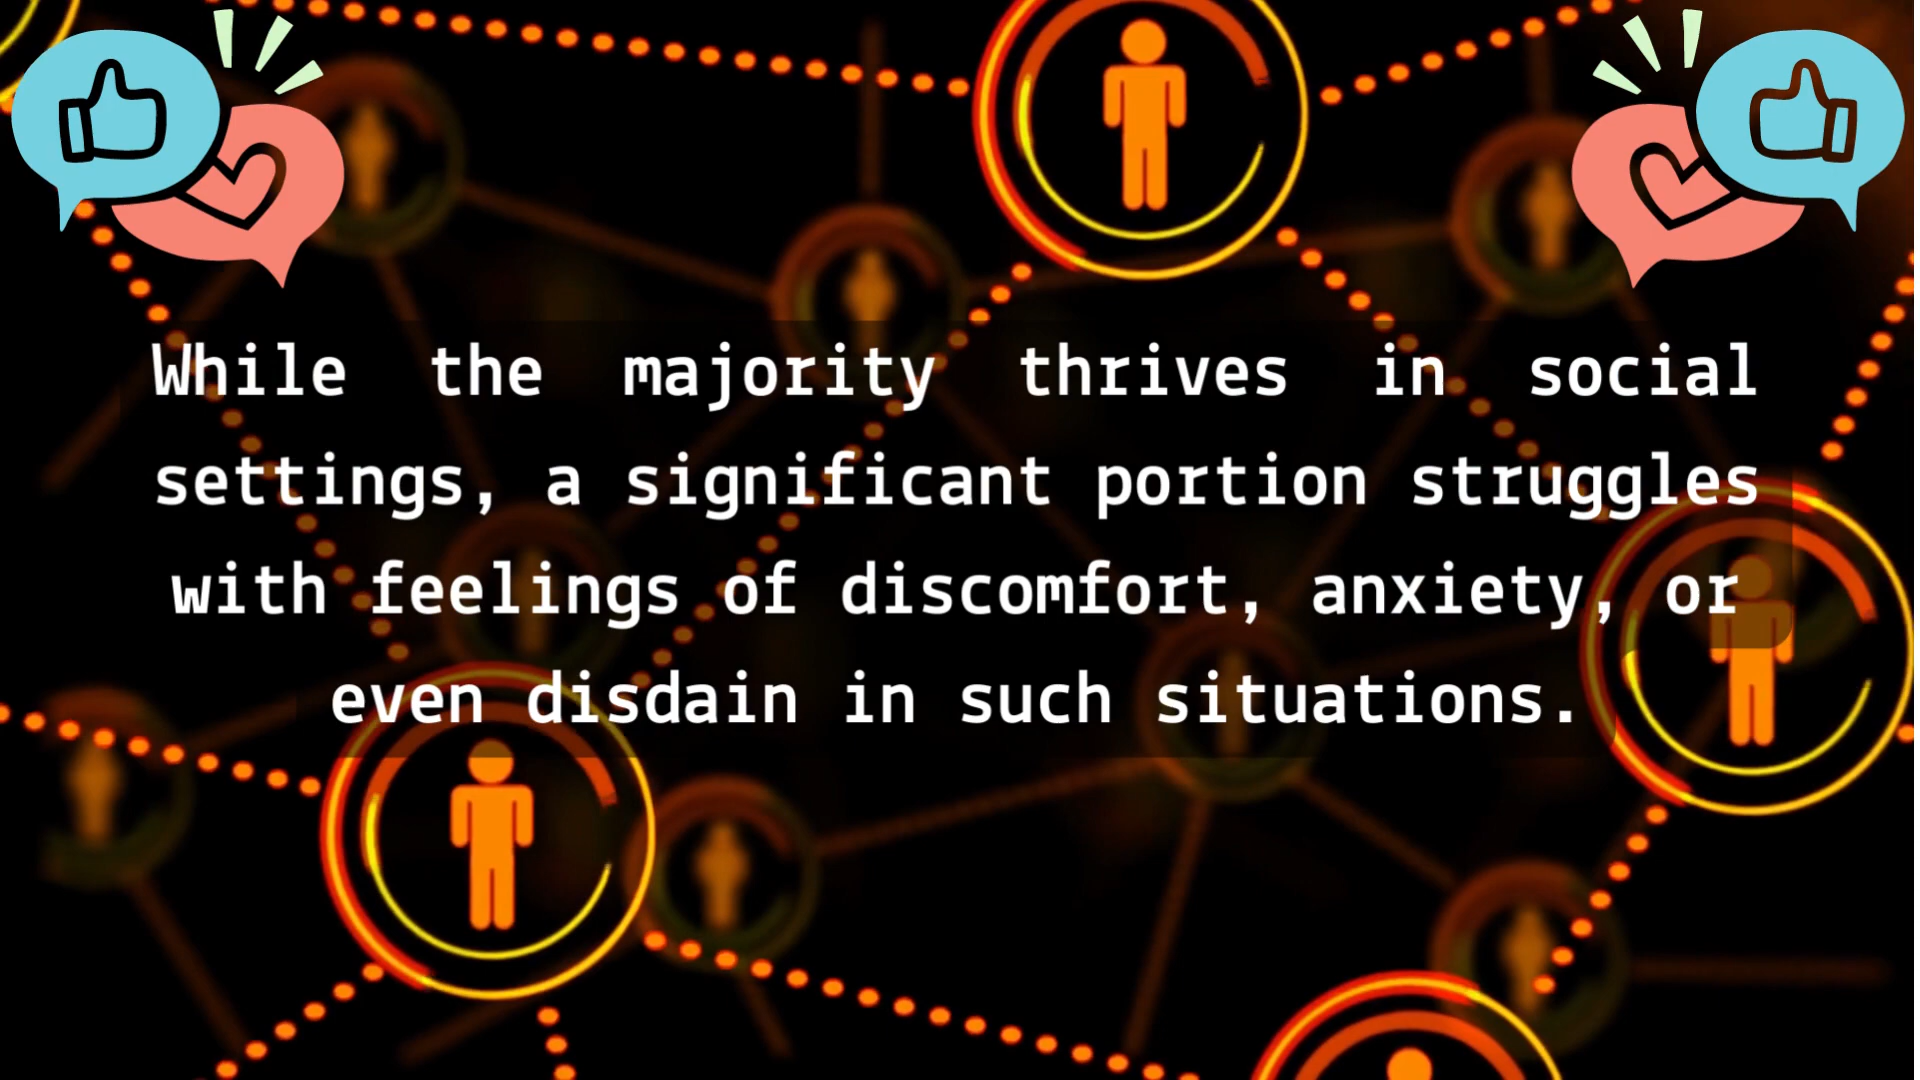 While the majority thrives in social
settings, a significant portion struggles
with feelings of discomfort, anxiety, or
even disdain in such situations.